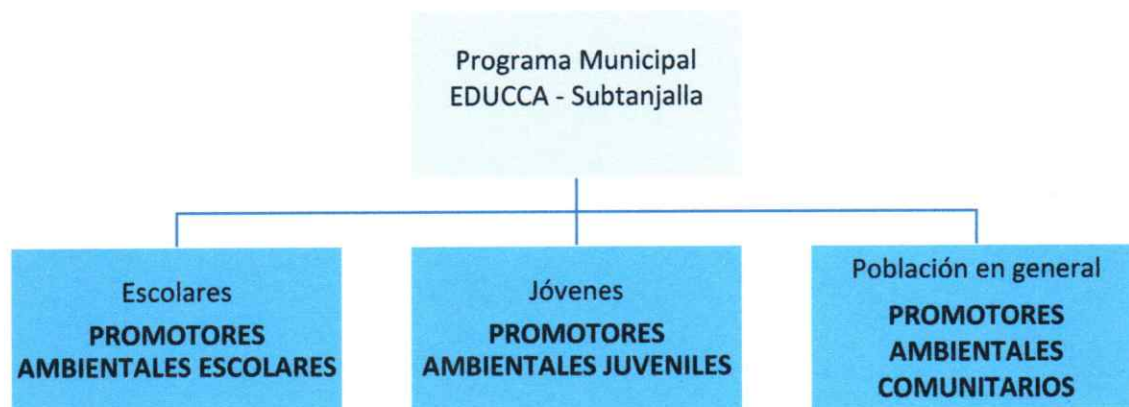 Programa Municipal
EDUCCA - Subtanjalla
Escolares
PROMOTORES
AMBIENTALES ESCOLARES
Jóvenes
PROMOTORES
AMBIENTALES JUVENILES
Población en general
PROMOTORES
AMBIENTALES
COMUNITARIOS